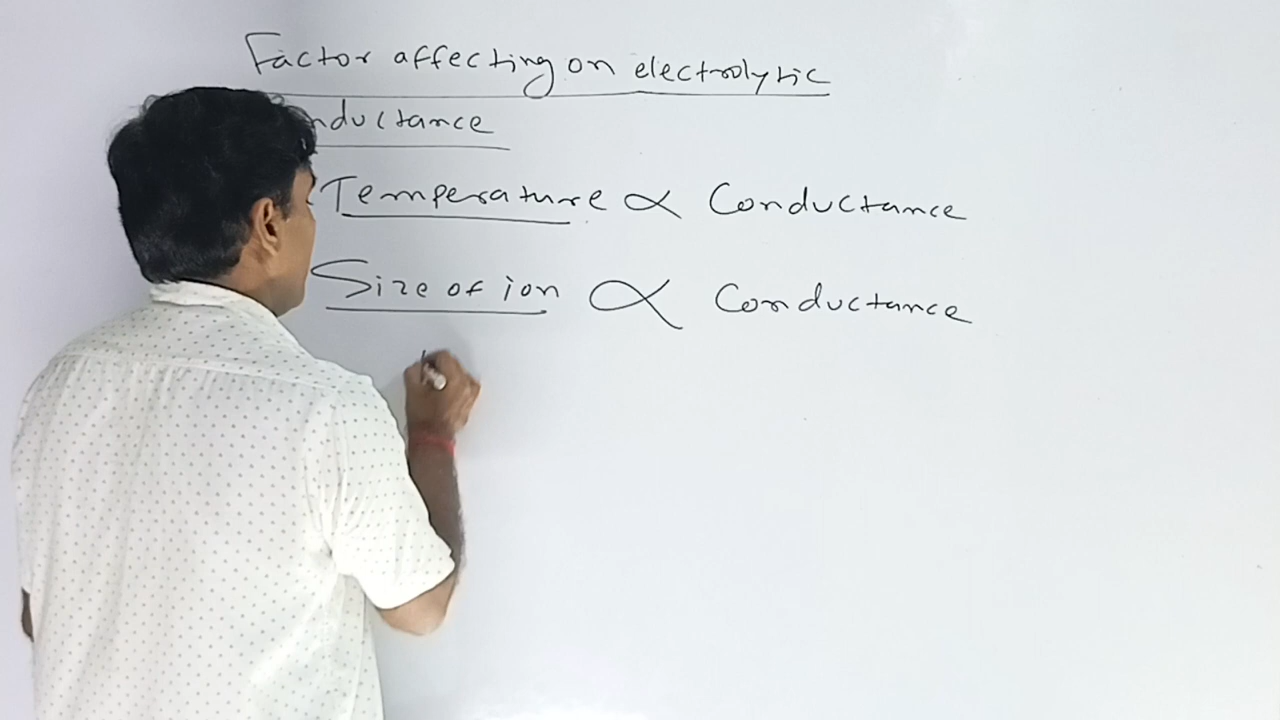 Factor affecting on electrolytic
nductance
Temperature ∝ Conductance
Size of ion ∝ Conductance